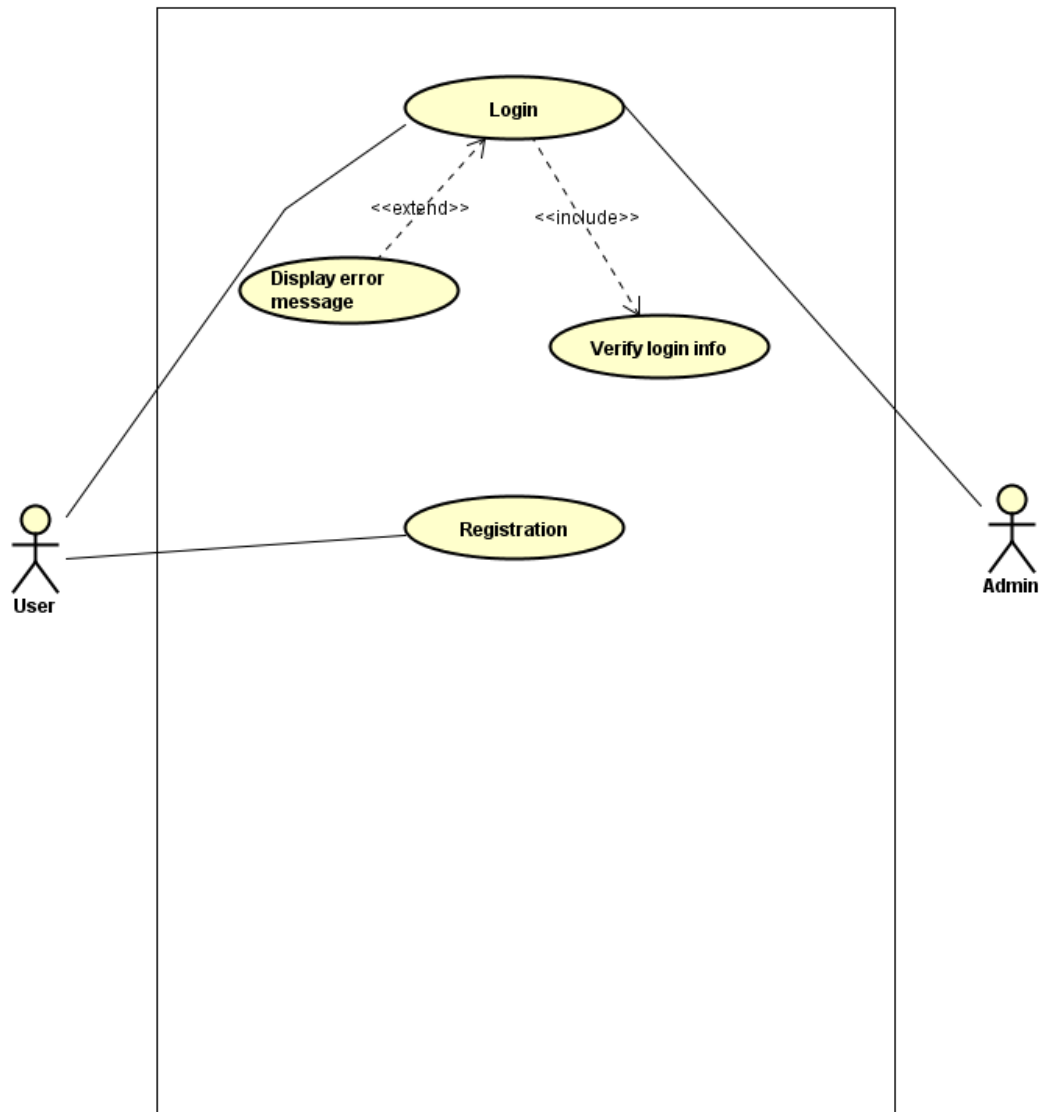 Login
<<extend>>
<<include>>
Display error
message
Verify login info
Registration
User
Admin